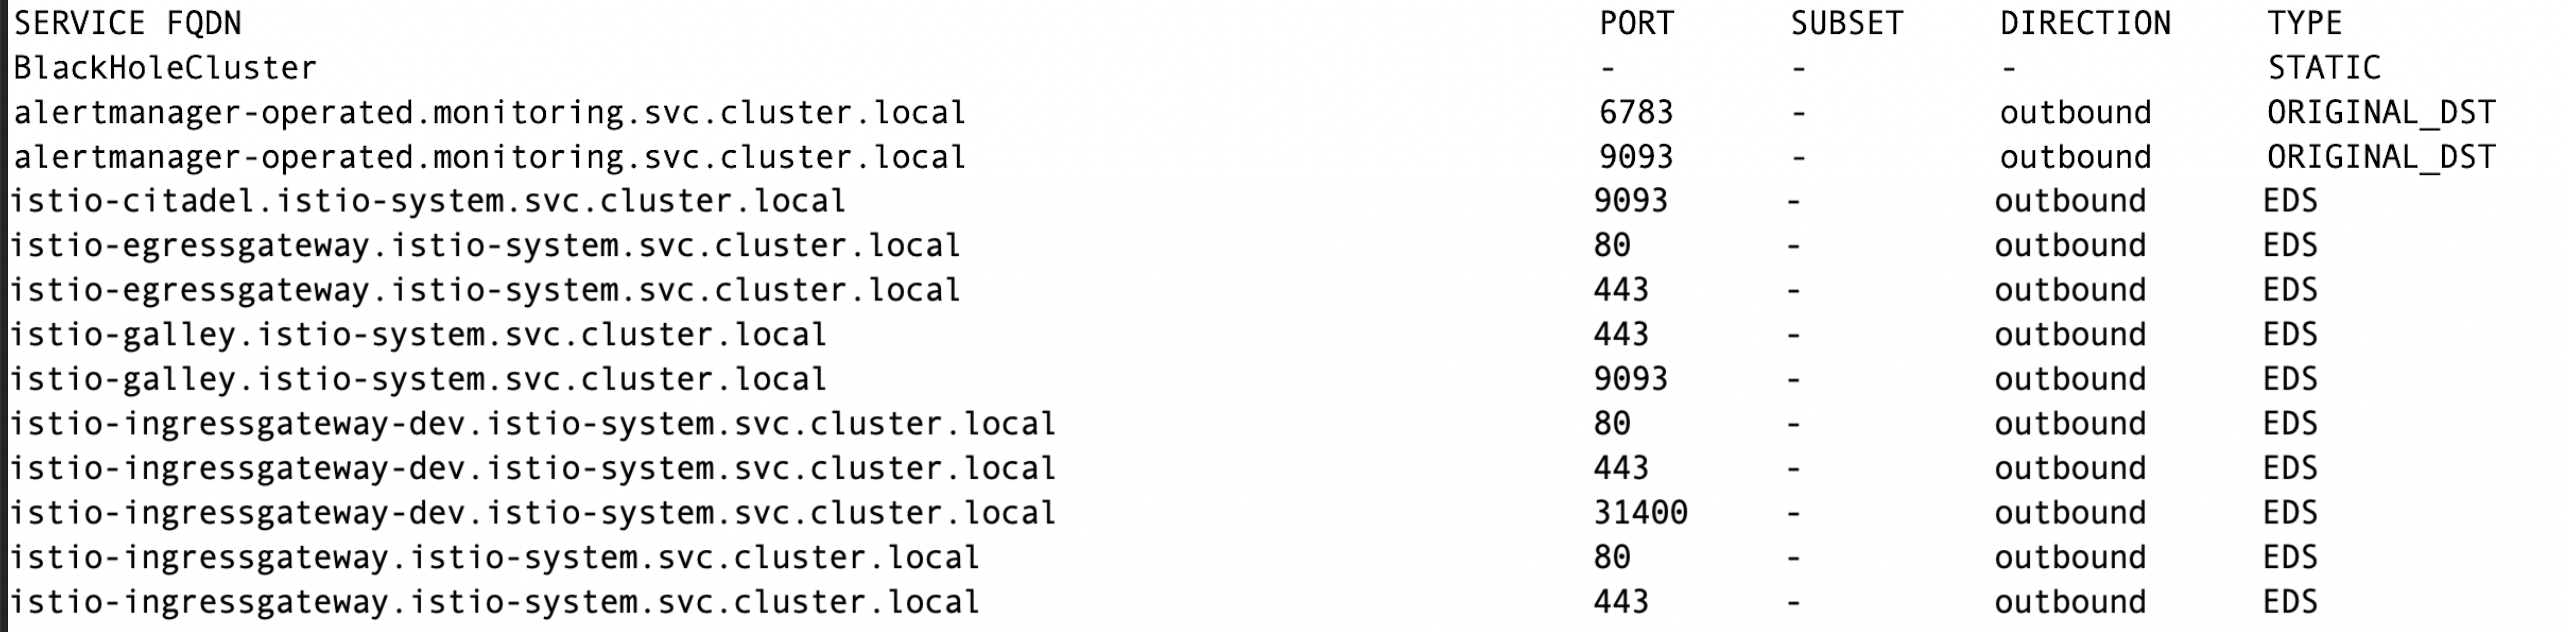 SERVICE FQDN PORT SUBSET DIRECTION TYPE
BlackHoleCluster - - - STATIC
alertmanager-operated.monitoring.svc.cluster.local 6783 - outbound ORIGINAL_DST
alertmanager-operated.monitoring.svc.cluster.local 9093 - outbound ORIGINAL_DST
istio-citadel.istio-system.svc.cluster.local 9093 - outbound EDS
istio-egressgateway.istio-system.svc.cluster.local 80 - outbound EDS
istio-egressgateway.istio-system.svc.cluster.local 443 - outbound EDS
istio-galley.istio-system.svc.cluster.local 443 - outbound EDS
istio-galley.istio-system.svc.cluster.local 9093 - outbound EDS
istio-ingressgateway-dev.istio-system.svc.cluster.local 80 - outbound EDS
istio-ingressgateway-dev.istio-system.svc.cluster.local 443 - outbound EDS
istio-ingressgateway-dev.istio-system.svc.cluster.local 31400 - outbound EDS
istio-ingressgateway.istio-system.svc.cluster.local 80 - outbound EDS
istio-ingressgateway.istio-system.svc.cluster.local 443 - outbound EDS